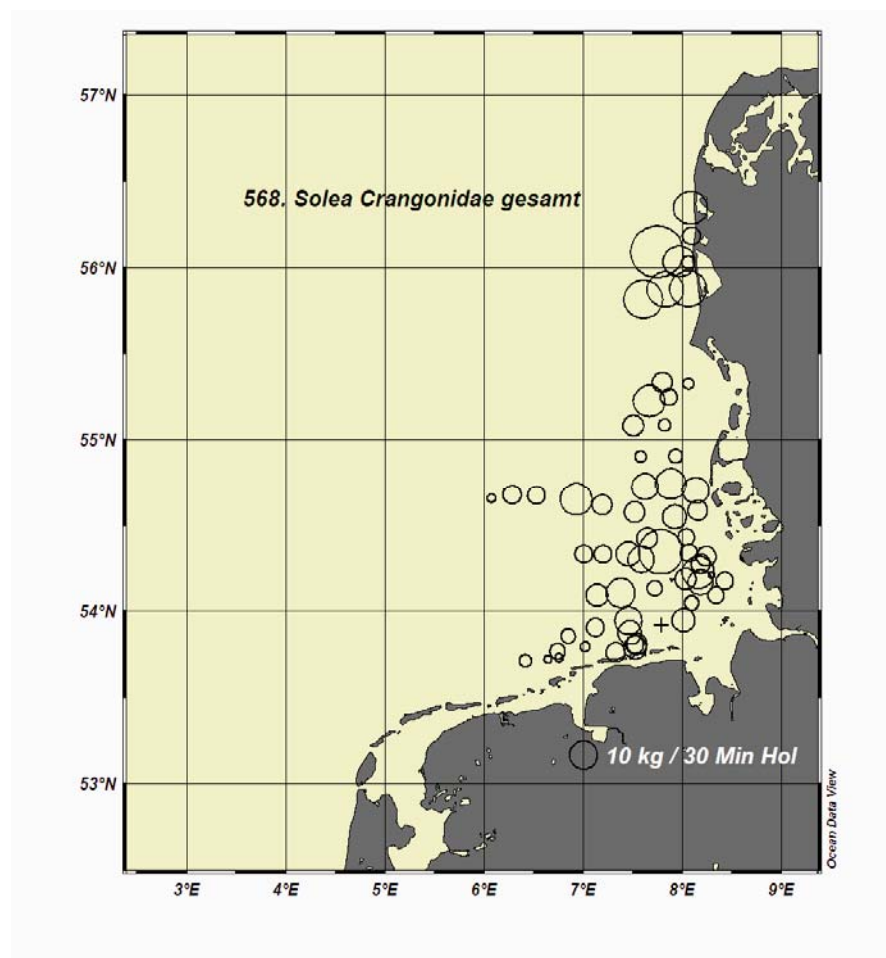 57°N
568. Solea Crangonidae gesamt
56°N
55°N
54°N
10 kg / 30 Min Hol
53°N
Ocean Data View
3°E 4°E 5°E 6°E 7°E 8°E 9°E